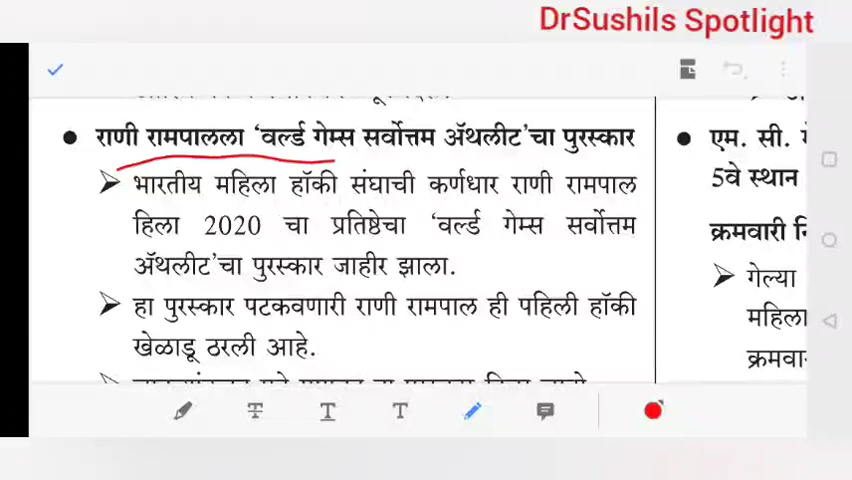 DrSushils Spotlight
राणी रामपालला ‘वर्ल्ड गेम्स सर्वोत्तम ॲथलीट’चा पुरस्कार
भारतीय महिला हॉकी संघाची कर्णधार राणी रामपाल
हिला 2020 चा प्रतिष्ठेचा ‘वर्ल्ड गेम्स सर्वोत्तम
ॲथलीट’चा पुरस्कार जाहीर झाला.
हा पुरस्कार पटकवणारी राणी रामपाल ही पहिली हॉकी
खेळाडू ठरली आहे.
एम. सी.
5वे स्थान
क्रमवारी
गेल्या
महिला
T T T